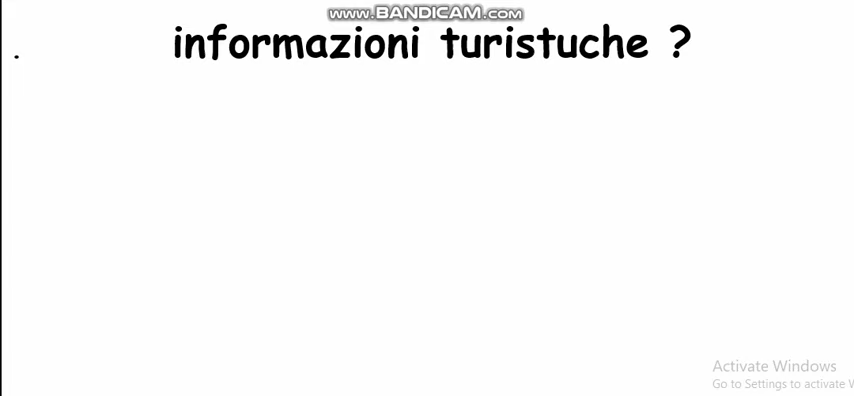 www.BANDICAM.com
informazioni turistuche ?
.
Activate Windows
Go to Settings to activate W